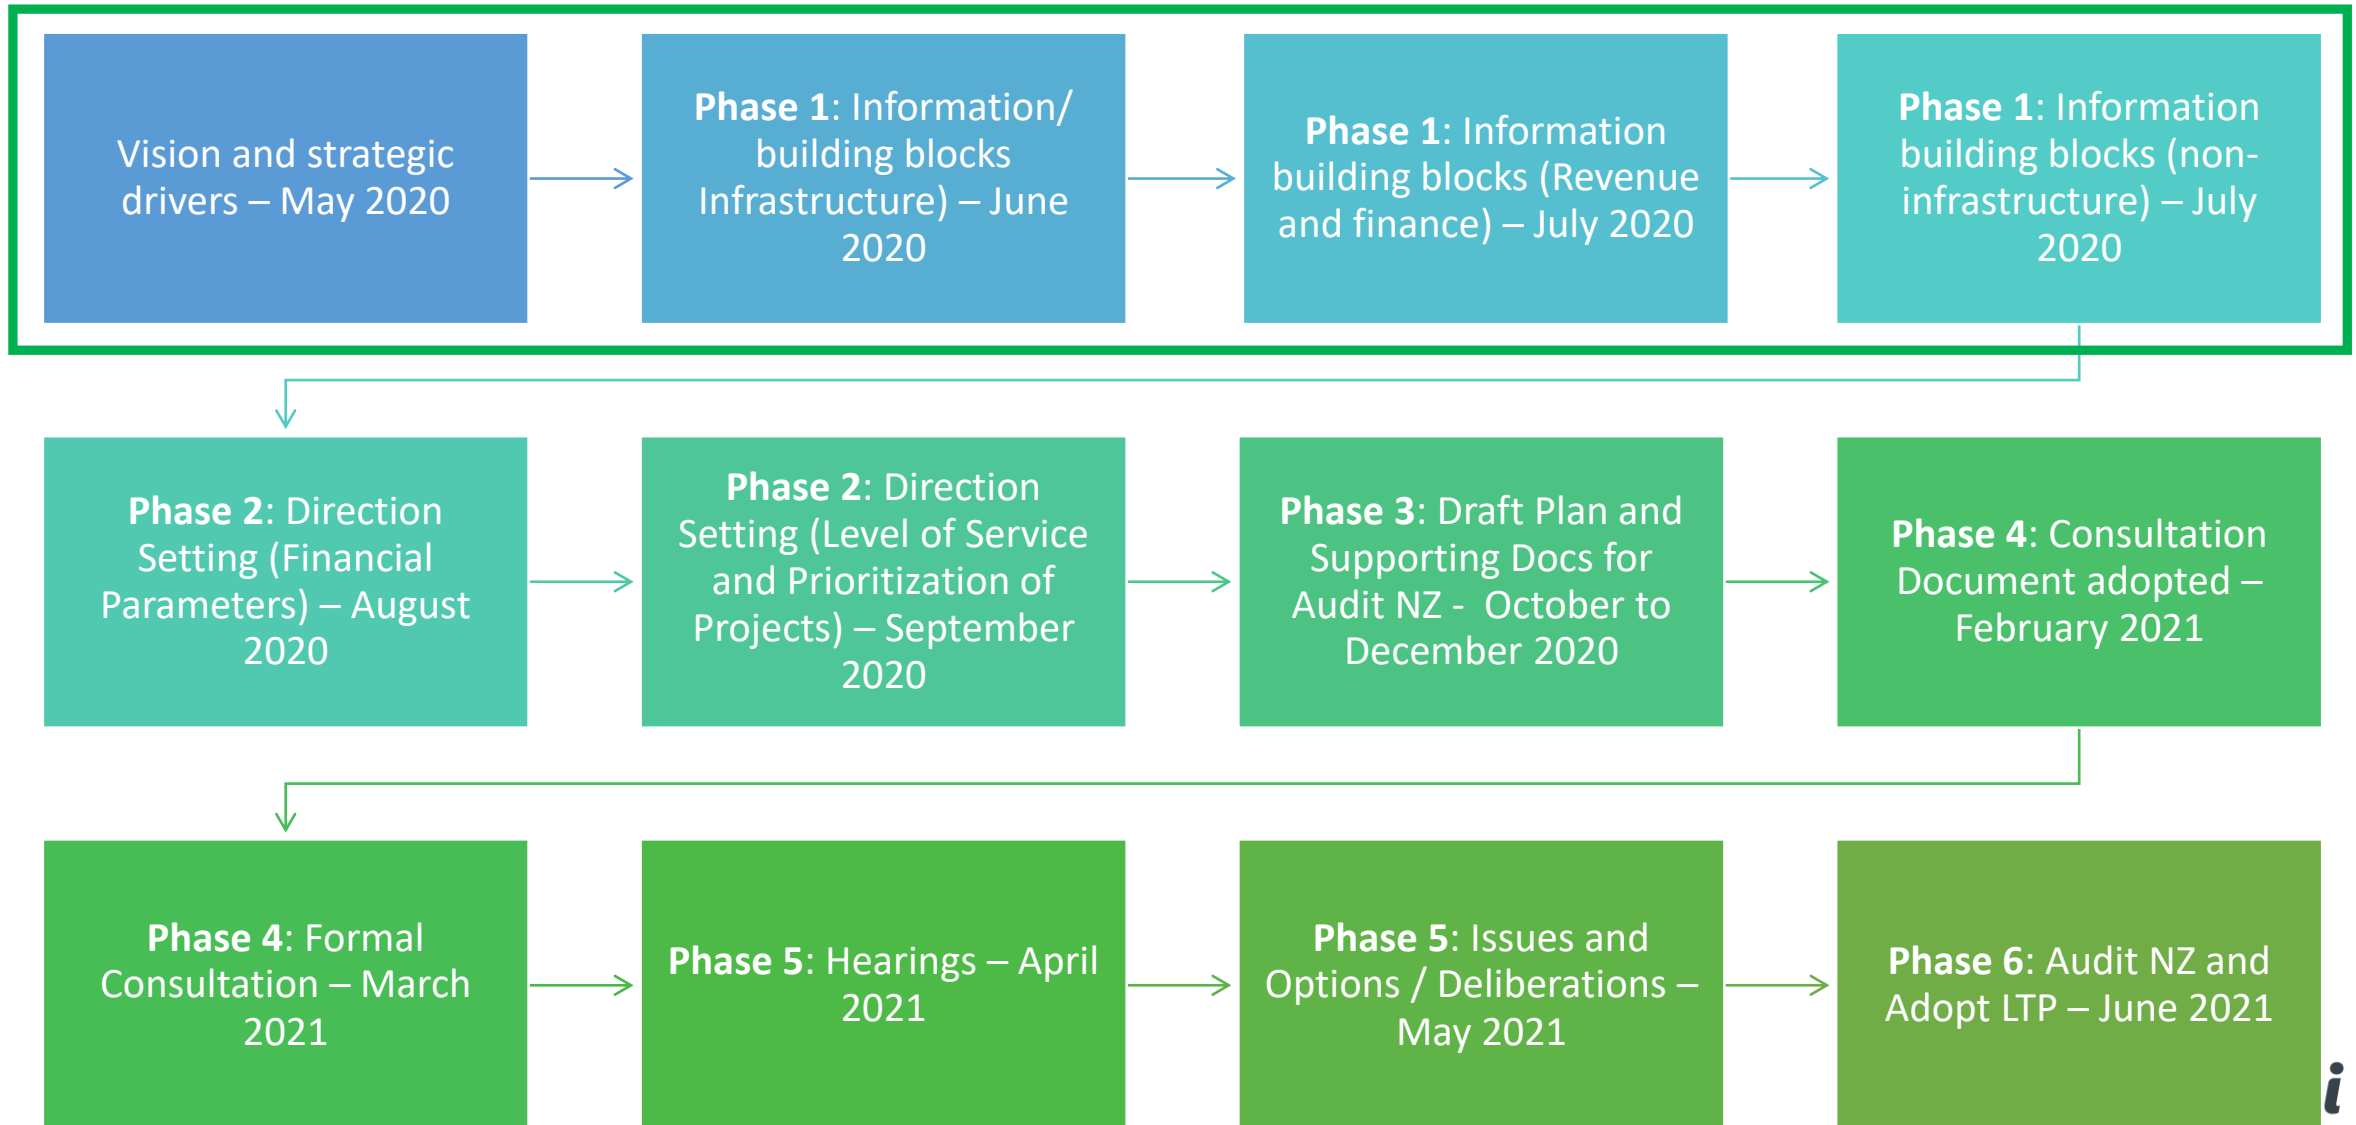 Vision and strategic
drivers – May 2020
Phase 1: Information/
building blocks
Infrastructure) – June
2020
Phase 1: Information
building blocks (Revenue
and finance) – July 2020
Phase 1: Information
building blocks (non-
infrastructure) – July
2020
Phase 2: Direction
Setting (Financial
Parameters) – August
2020
Phase 2: Direction
Setting (Level of Service
and Prioritization of
Projects) – September
2020
Phase 3: Draft Plan and
Supporting Docs for
Audit NZ - October to
December 2020
Phase 4: Consultation
Document adopted –
February 2021
Phase 4: Formal
Consultation – March
2021
Phase 5: Hearings – April
2021
Phase 5: Issues and
Options / Deliberations –
May 2021
Phase 6: Audit NZ and
Adopt LTP – June 2021
i